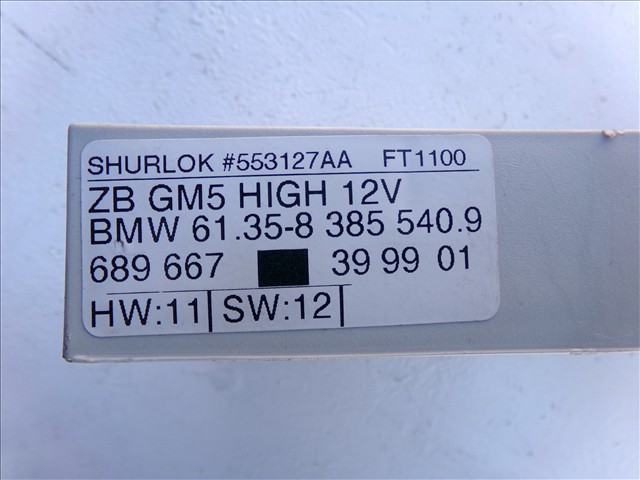 SHURLOK #553127AA FT1100
ZB GM5 HIGH 12V
BMW 61.35-8 385 540.9
689 667 39 99 01
HW:11 SW:12